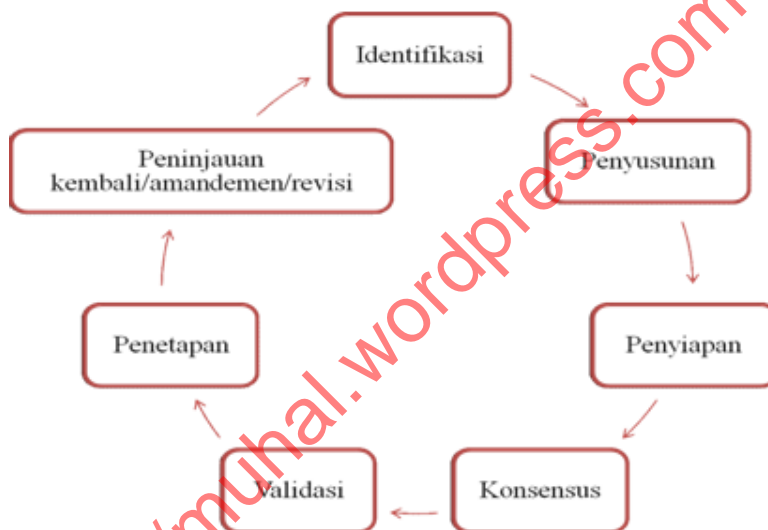 Identifikasi
Penyusunan
Penyiapan
Konsensus
Validasi
Penetapan
Peninjauan
kembali/amandemen/revisi
/muhal.wordpress.com